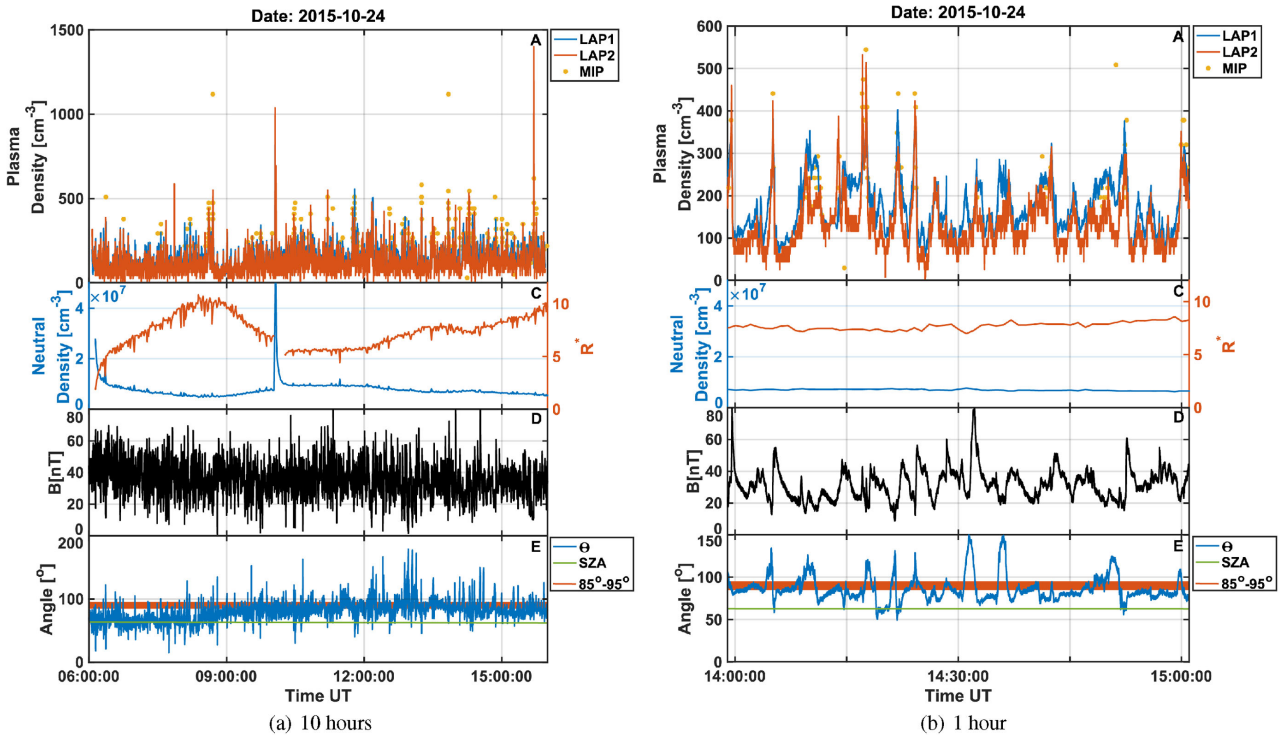 Date: 2015-10-24
A
LAP1
LAP2
MIP
1500
1000
500
0
Plasma
Density [cm-3]
×10^7
C
4
2
0
Neutral
Density [cm-3]
10
5
0
R*
D
80
60
40
20
0
B[nT]
E
Θ
SZA
85°-95°
200
100
0
Angle [°]
06:00:00
09:00:00
12:00:00
15:00:00
Time UT
(a) 10 hours
Date: 2015-10-24
A
LAP1
LAP2
MIP
600
500
400
300
200
100
0
Plasma
Density [cm-3]
×10^7
C
4
2
0
Neutral
Density [cm-3]
10
5
0
R*
D
80
60
40
20
0
B[nT]
E
Θ
SZA
85°-95°
150
100
50
0
Angle [°]
14:00:00
14:30:00
15:00:00
Time UT
(b) 1 hour